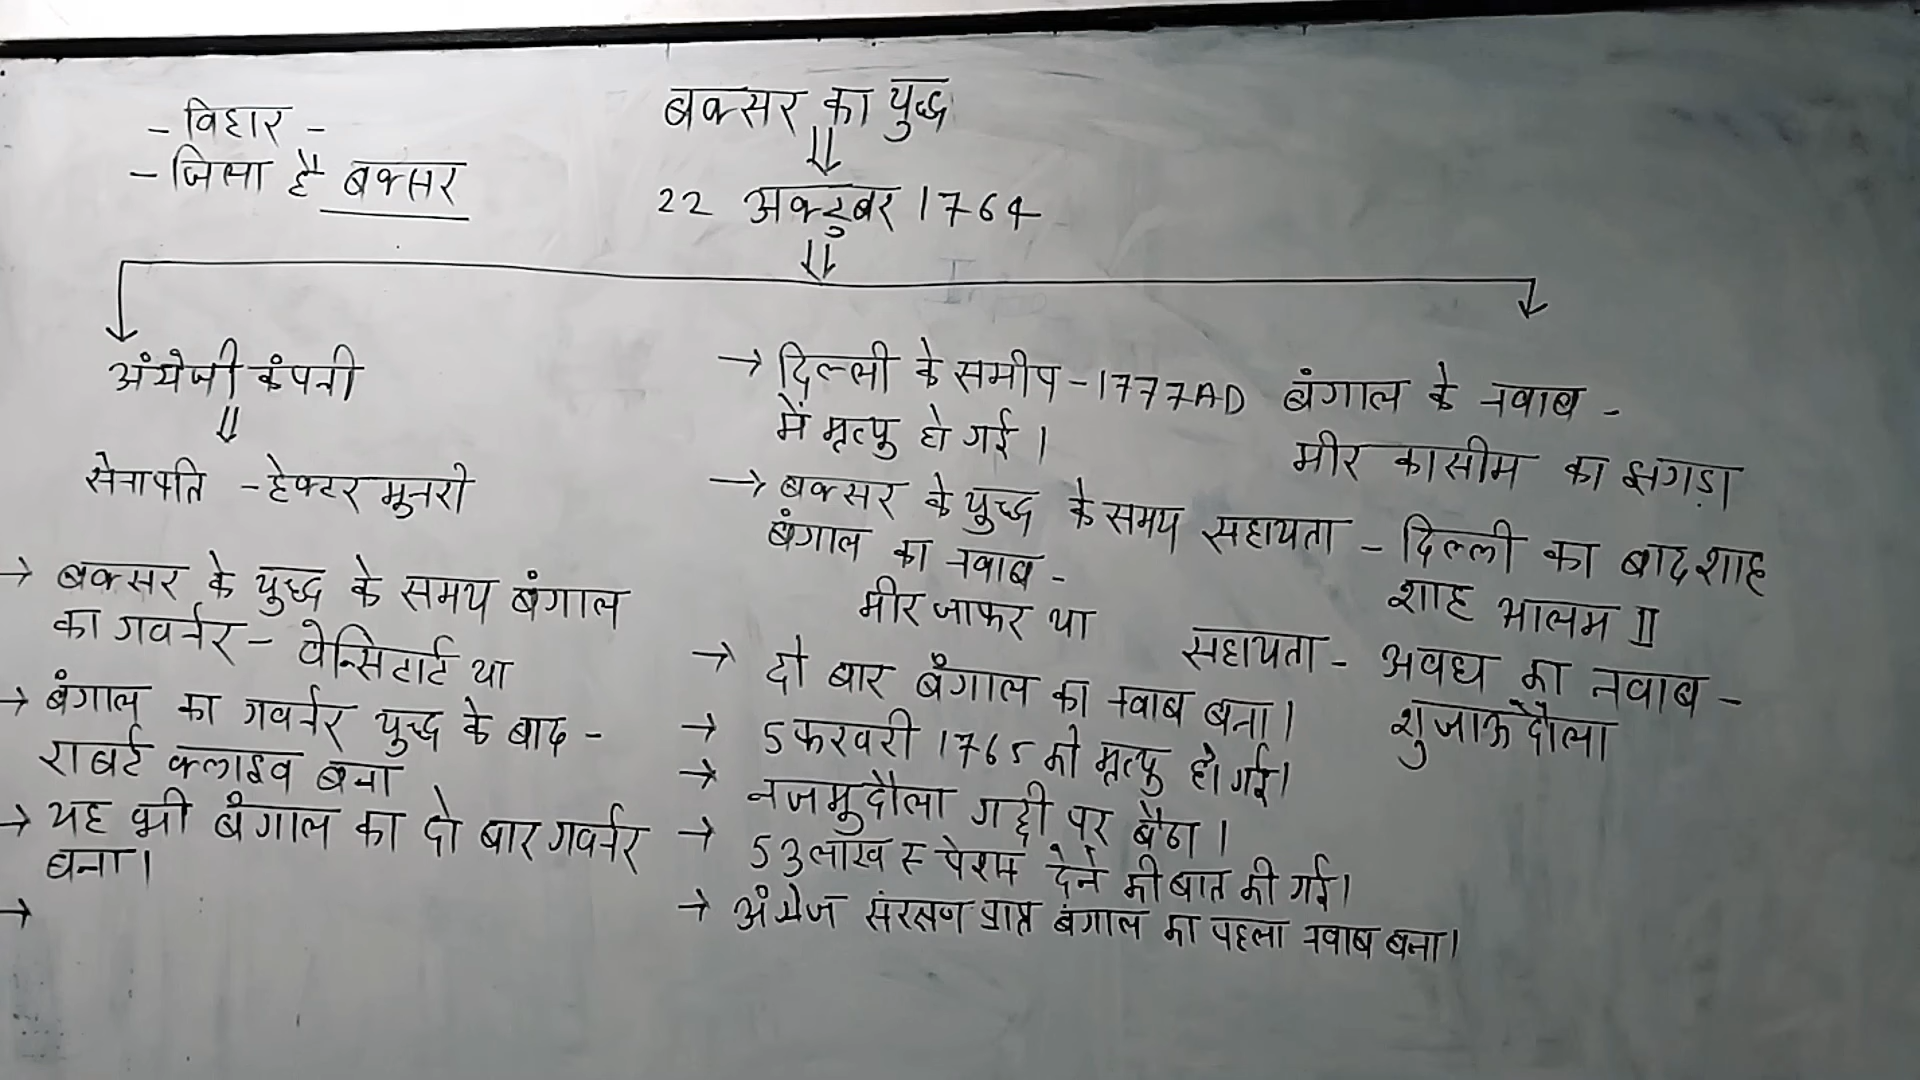 बक्सर का युद्ध
- विहार -
- जिला है बक्सर
22 अक्टुबर 1764
अंग्रेजी कंपनी
सेनापति - हेक्टर मुनरो
→ बक्सर के युद्ध के समय बंगाल
का गवर्नर - वेन्सिटार्ट था
→ बंगाल का गवर्नर युद्ध के बाद -
राबर्ट क्लाइव बना
→ यह भी बंगाल का दो बार गवर्नर
बना।
→
→ दिल्ली के समीप - 1777AD
में मृत्यु हो गई।
→ बक्सर के युद्ध के समय
बंगाल का नवाब -
मीर जाफर था
→ दो बार बंगाल का नवाब बना।
→ 5 फरवरी 1765 को मृत्यु हो गई।
→ नजमुदौला गद्दी पर बैठा।
→ 53 लाख रु पेंशन देने की बात की गई।
→ अंग्रेज संरक्षण प्राप्त बंगाल का पहला नवाब बना।
बंगाल के नवाब -
मीर कासीम का झगड़ा
सहायता - दिल्ली का बादशाह
शाह आलम II
सहायता - अवध का नवाब -
शुजाऊदौला